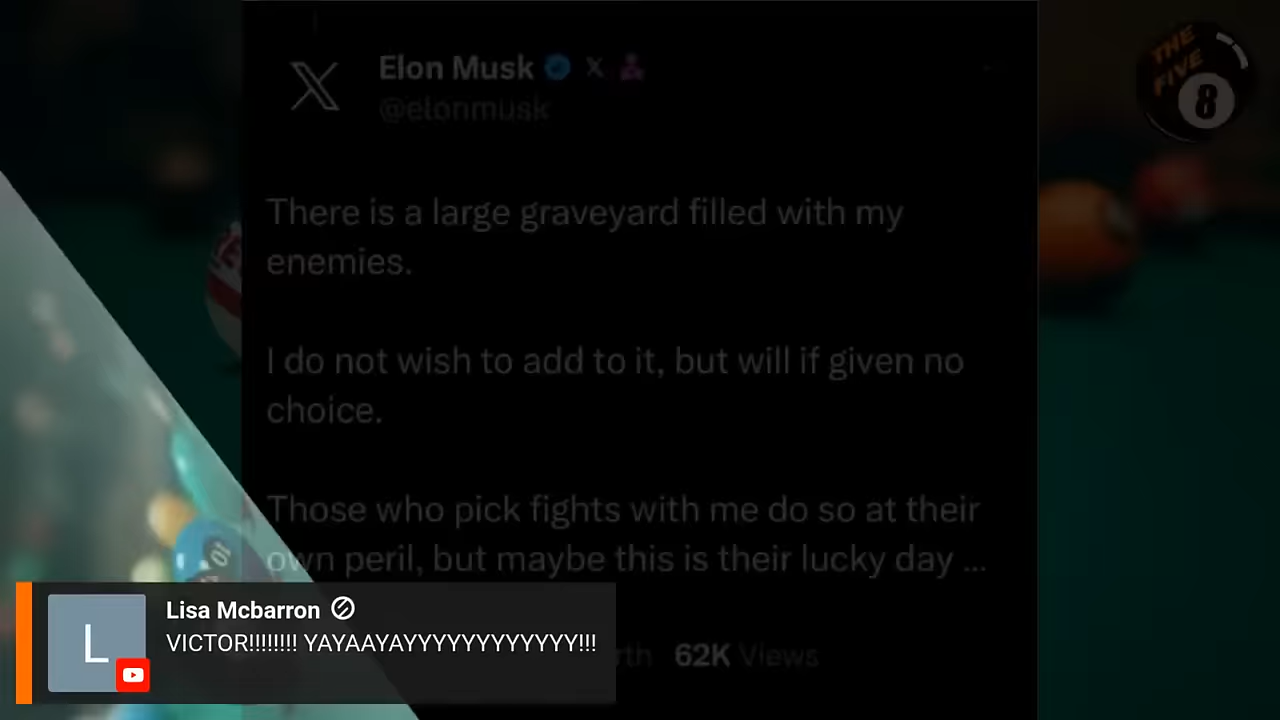 THE
FIVE
8
Elon Musk
@elonmusk
There is a large graveyard filled with my
enemies.
I do not wish to add to it, but will if given no
choice.
Those who pick fights with me do so at their
own peril, but maybe this is their lucky day ...
10
Lisa Mcbarron
VICTOR!!!!!!!! YAYAAYAYYYYYYYYYYYY!!!
L
62K Views